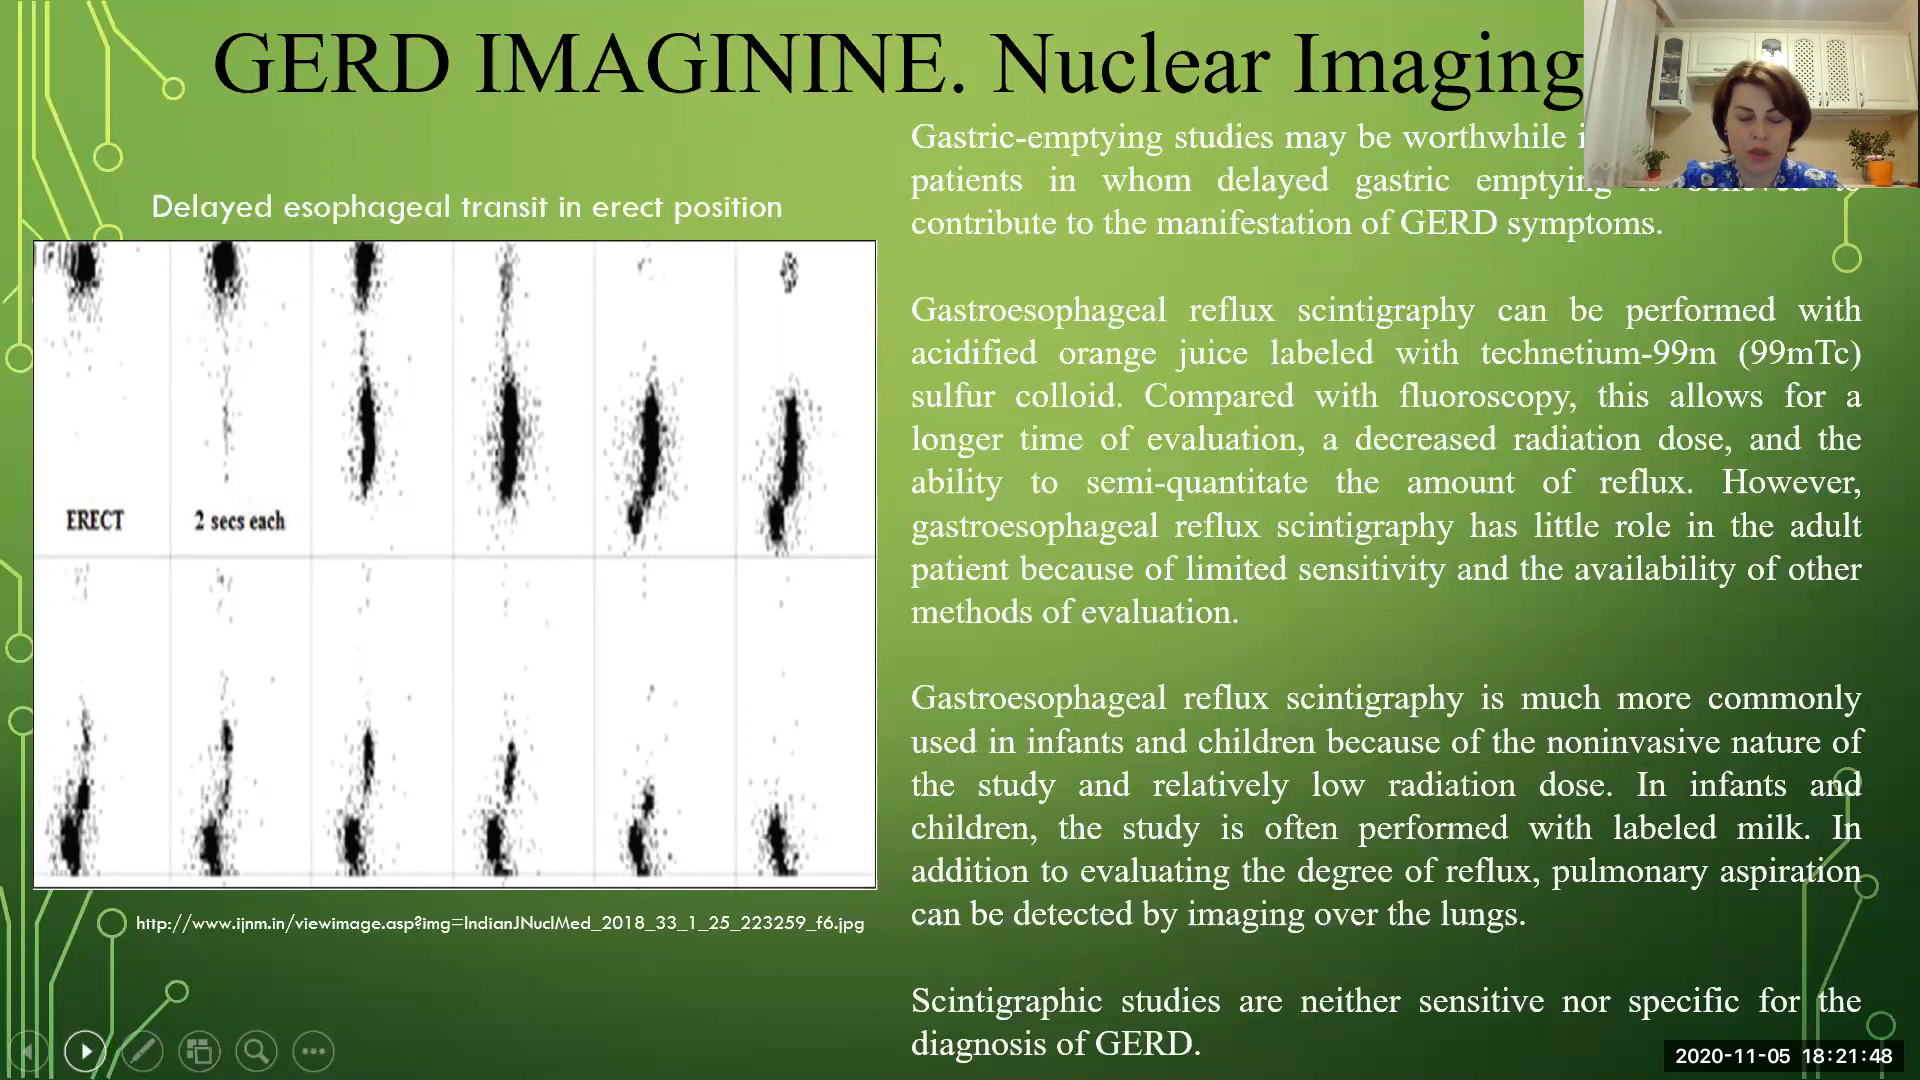 GERD IMAGININE. Nuclear Imaging
Delayed esophageal transit in erect position
ERECT
2 secs each
http://www.ijnm.in/viewimage.asp?img=IndianJNuclMed_2018_33_1_25_223259_f6.jpg
Gastric-emptying studies may be worthwhile
patients in whom delayed gastric emptying
contribute to the manifestation of GERD symptoms.
Gastroesophageal reflux scintigraphy can be performed with
acidified orange juice labeled with technetium-99m (99mTc)
sulfur colloid. Compared with fluoroscopy, this allows for a
longer time of evaluation, a decreased radiation dose, and the
ability to semi-quantitate the amount of reflux. However,
gastroesophageal reflux scintigraphy has little role in the adult
patient because of limited sensitivity and the availability of other
methods of evaluation.
Gastroesophageal reflux scintigraphy is much more commonly
used in infants and children because of the noninvasive nature of
the study and relatively low radiation dose. In infants and
children, the study is often performed with labeled milk. In
addition to evaluating the degree of reflux, pulmonary aspiration
can be detected by imaging over the lungs.
Scintigraphic studies are neither sensitive nor specific for the
diagnosis of GERD.
2020-11-05 18:21:48